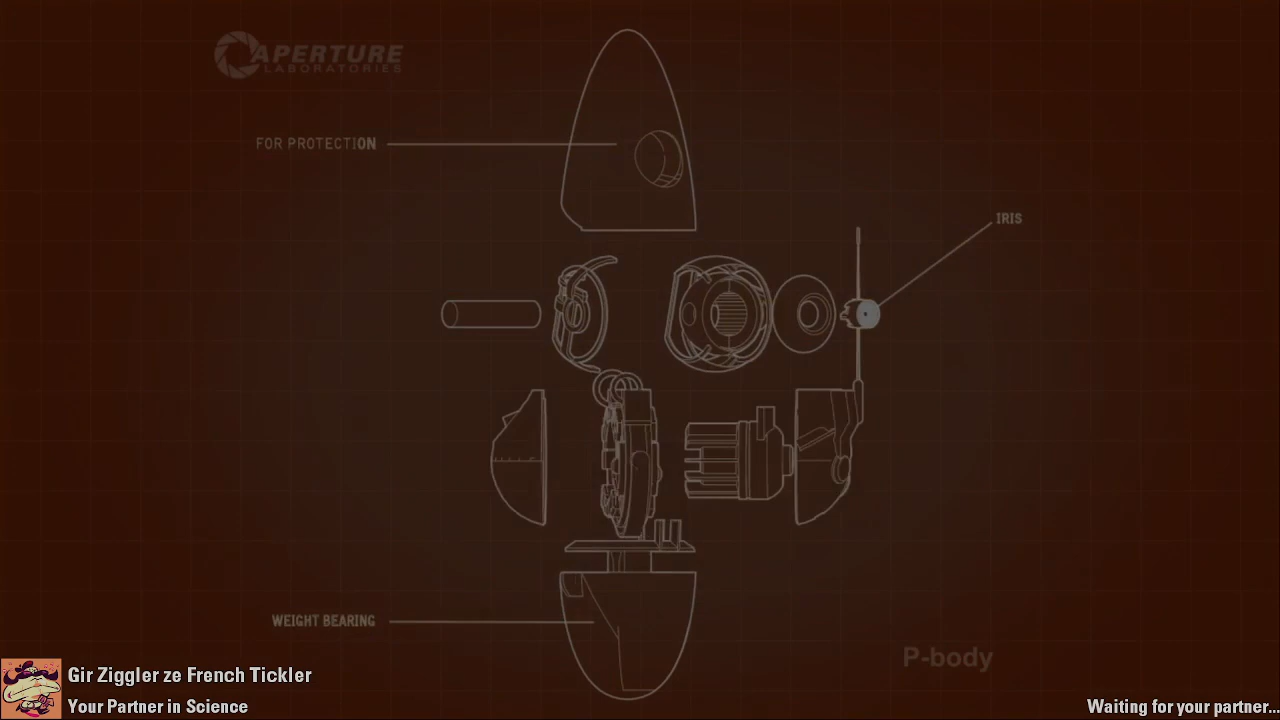 APERTURE
LABORATORIES
FOR PROTECTION
IRIS
WEIGHT BEARING
P-body
Gir Ziggler ze French Tickler
Your Partner in Science
Waiting for your partner...